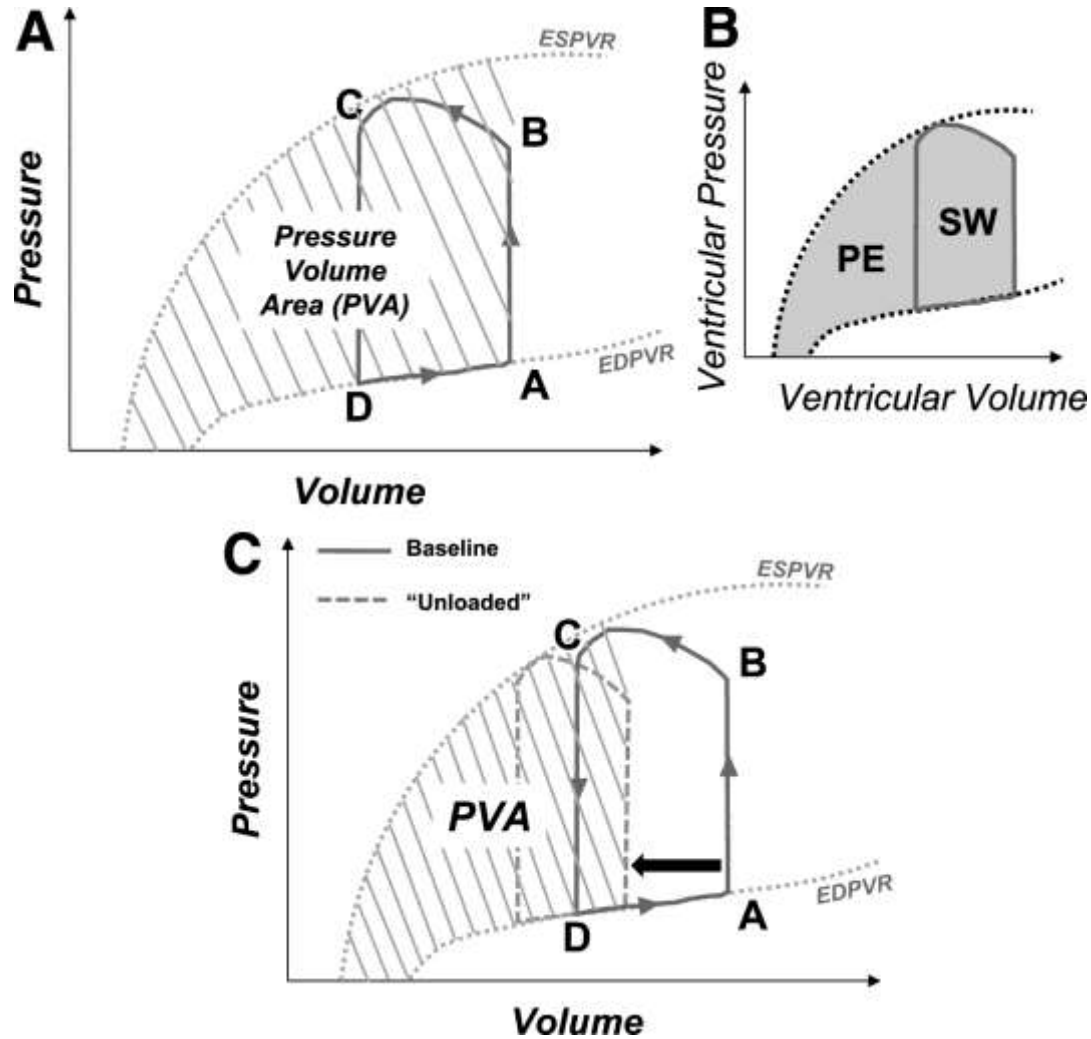 A
ESPVR
C
B
Pressure
Pressure
Volume
Area (PVA)
EDPVR
D
A
Volume
B
Ventricular Pressure
PE
SW
Ventricular Volume
C
Baseline
"Unloaded"
ESPVR
C
B
Pressure
PVA
EDPVR
D
A
Volume